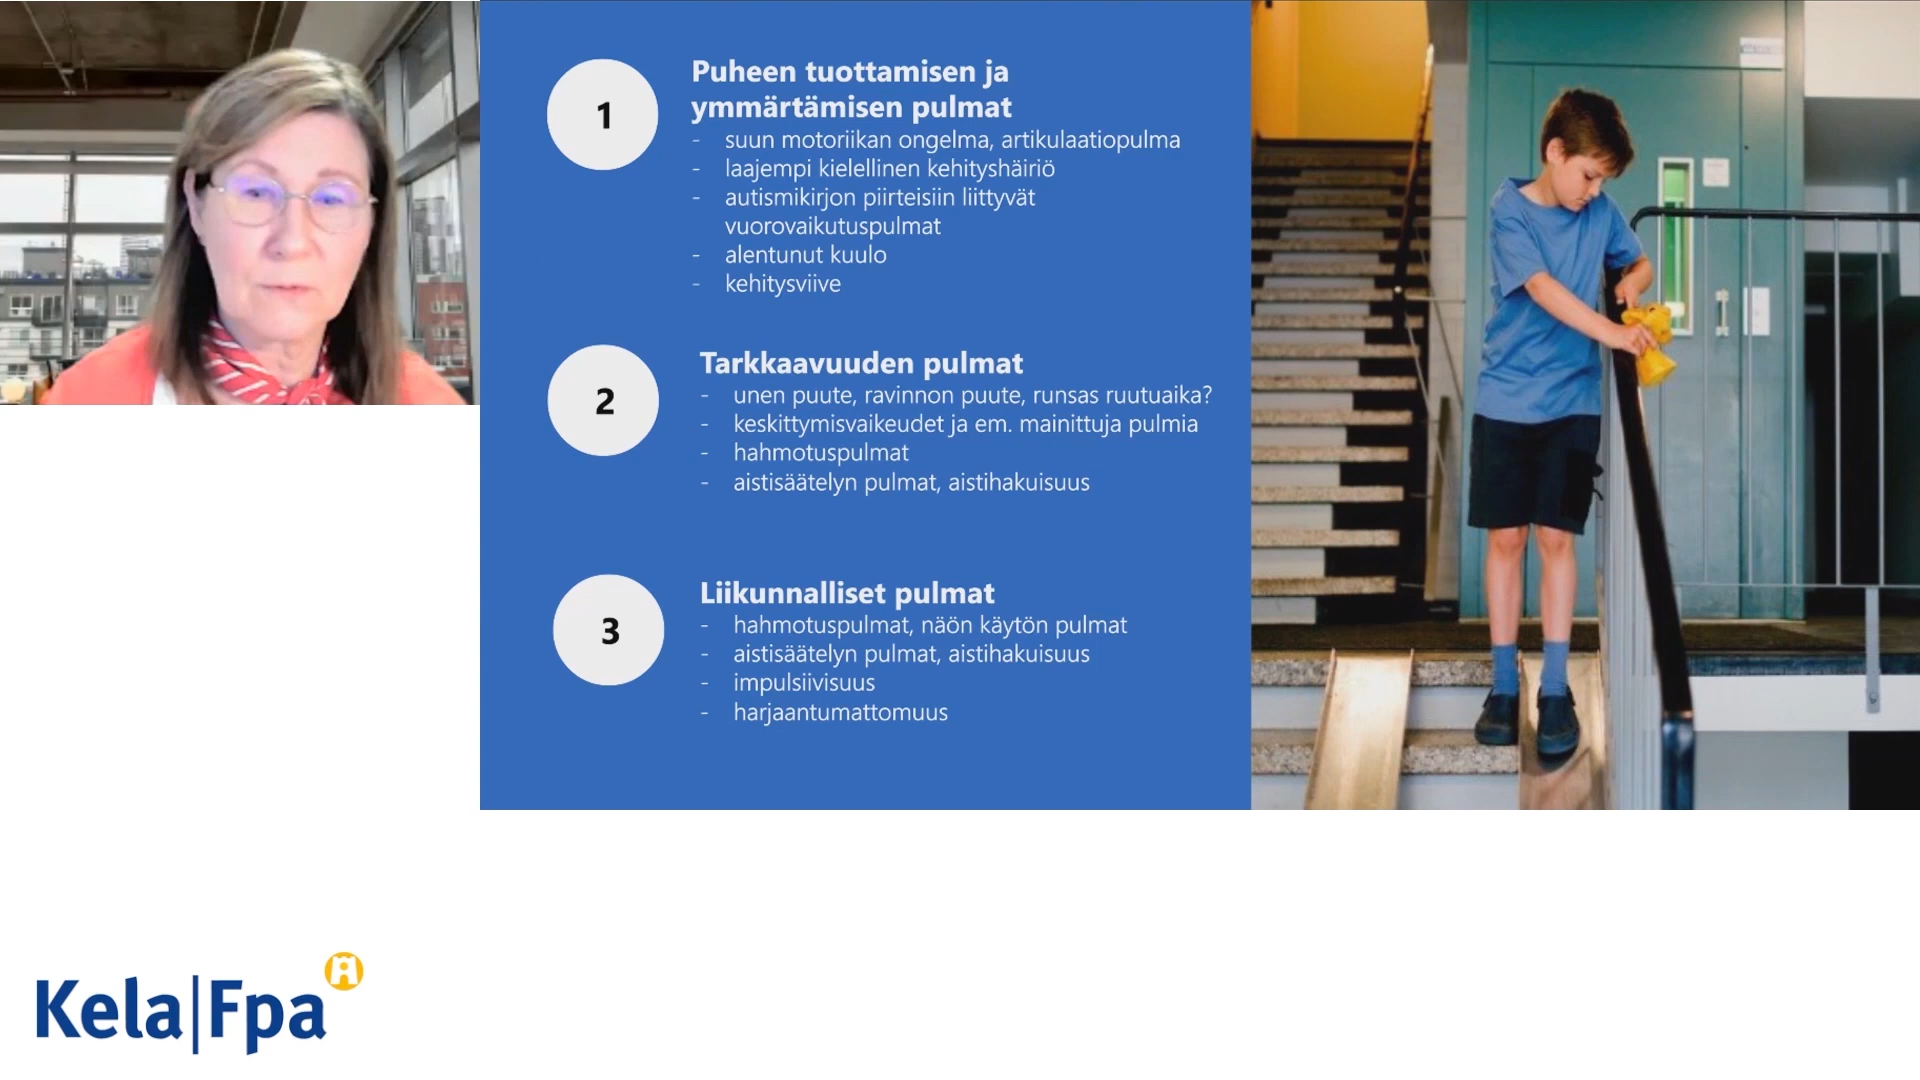 1
Puheen tuottamisen ja
ymmärtämisen pulmat
- suun motoriikan ongelma, artikulaatiopulma
- laajempi kielellinen kehityshäiriö
- autismikirjon piirteisiin liittyvät
vuorovaikutuspulmat
- alentunut kuulo
- kehitysviive
2
Tarkkaavuuden pulmat
- unen puute, ravinnon puute, runsas ruutuaika?
- keskittymisvaikeudet ja em. mainittuja pulmia
- hahmotuspulmat
- aistisäätelyn pulmat, aistihakuisuus
3
Liikunnalliset pulmat
- hahmotuspulmat, näön käytön pulmat
- aistisäätelyn pulmat, aistihakuisuus
- impulsiivisuus
- harjaantumattomuus
Kela|Fpa